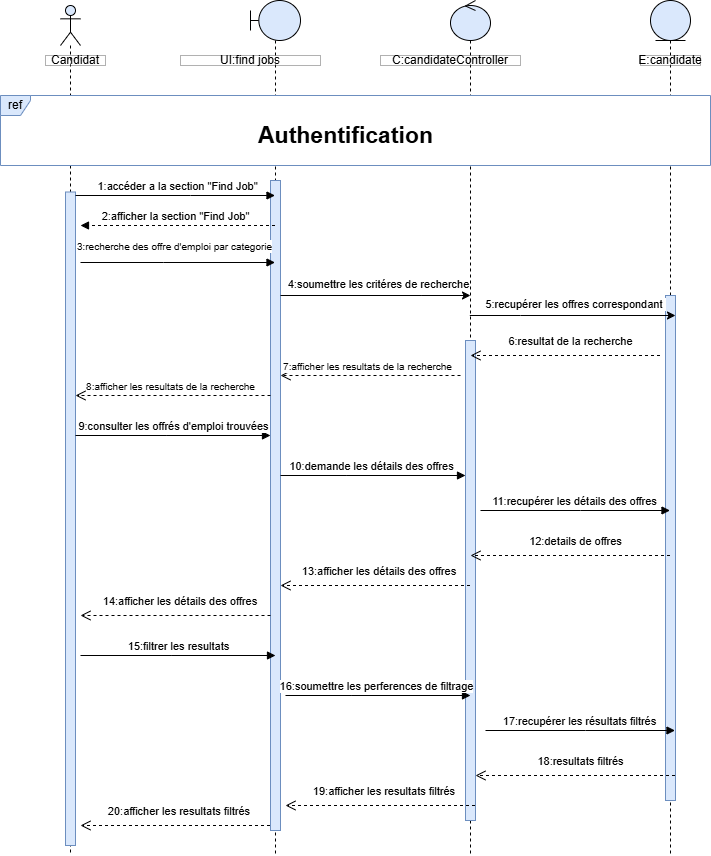 Candidat
UI:find jobs
C:candidateController
E:candidate
ref
Authentification
1:accéder a la section "Find Job"
2:afficher la section "Find Job"
3:recherche des offre d'emploi par categorie
4:soumettre les critéres de recherche
5:recupérer les offres correspondant
6:resultat de la recherche
7:afficher les resultats de la recherche
8:afficher les resultats de la recherche
9:consulter les offrés d'emploi trouvées
10:demande les détails des offres
11:recupérer les détails des offres
12:details de offres
13:afficher les détails des offres
14:afficher les détails des offres
15:filtrer les resultats
16:soumettre les perferences de filtrage
17:recupérer les résultats filtrés
18:resultats filtrés
19:afficher les resultats filtrés
20:afficher les resultats filtrés